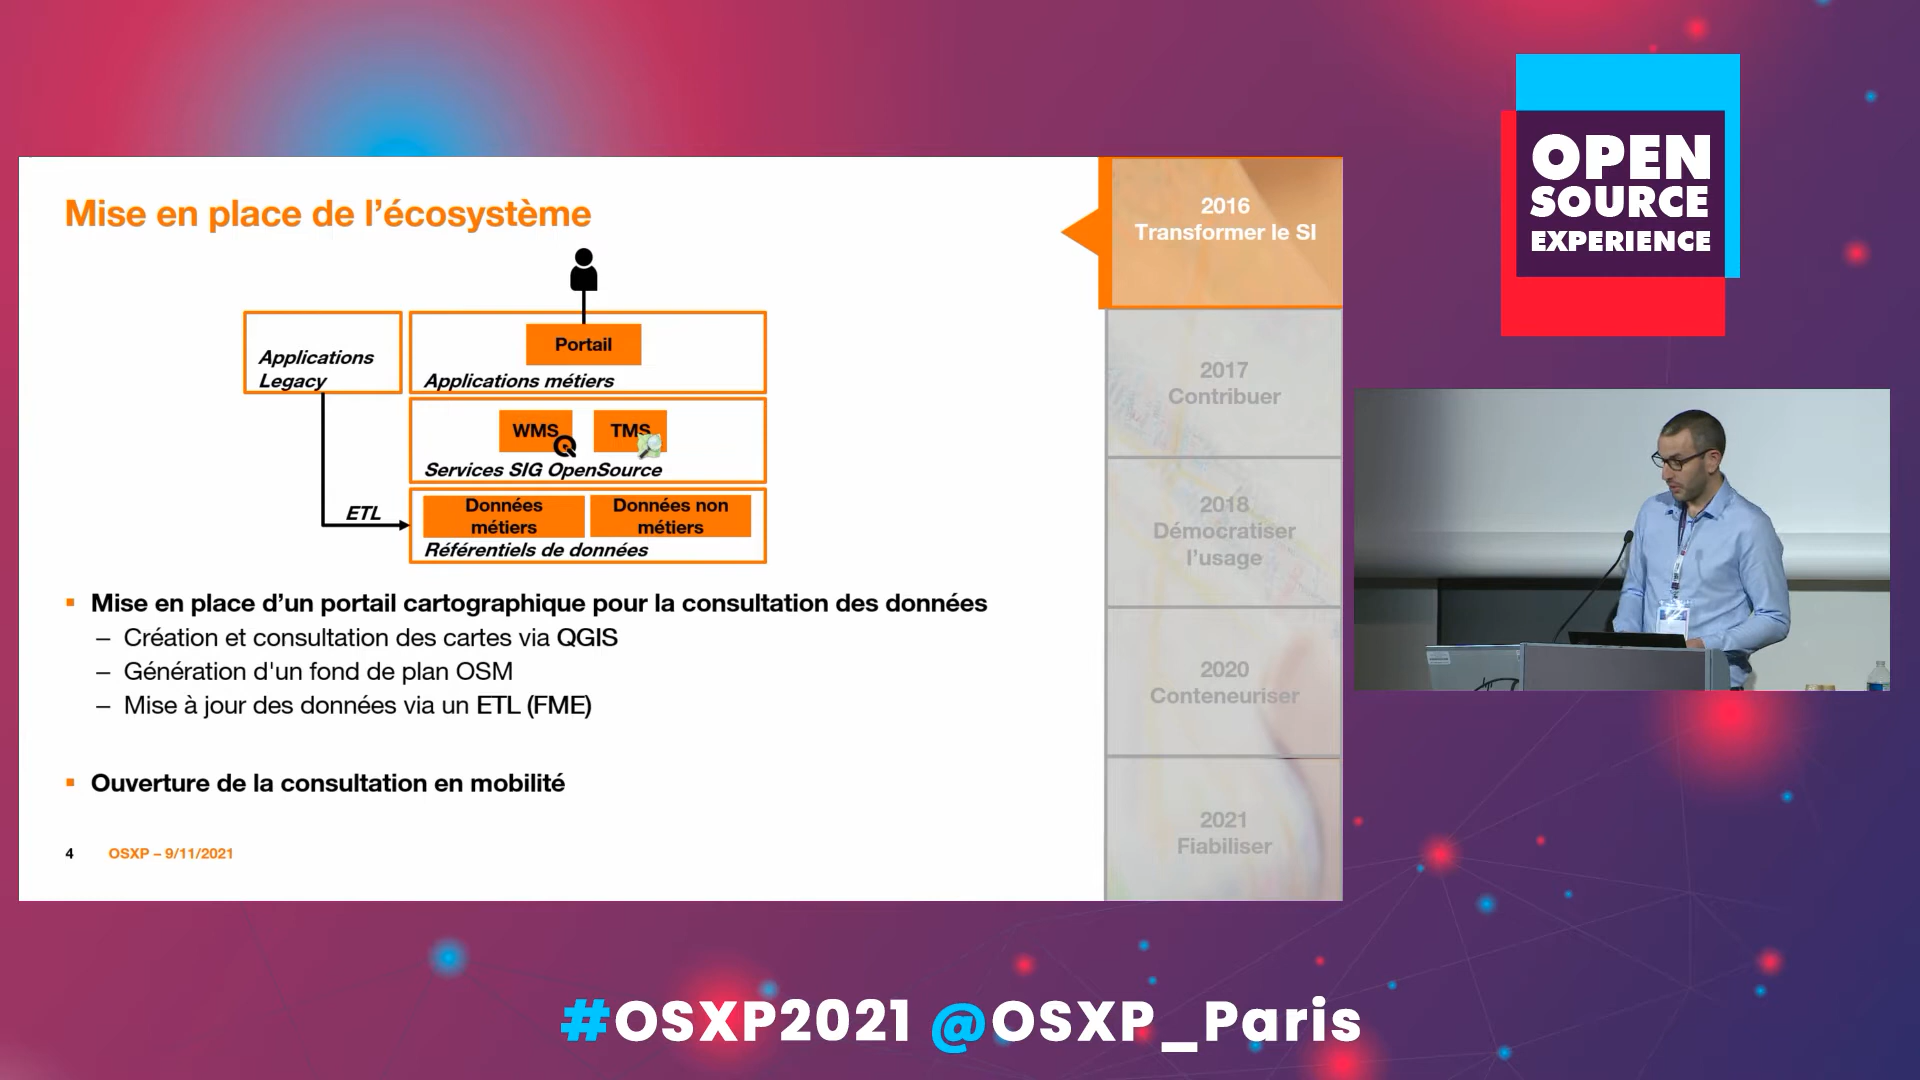 Mise en place de l’écosystème
Portail
Applications
Legacy
Applications métiers
WMS
TMS
Services SIG OpenSource
ETL
Données
métiers
Données non
métiers
Référentiels de données
Mise en place d’un portail cartographique pour la consultation des données
– Création et consultation des cartes via QGIS
– Génération d'un fond de plan OSM
– Mise à jour des données via un ETL (FME)
Ouverture de la consultation en mobilité
4 OSXP – 9/11/2021
2016
Transformer le SI
2017
Contribuer
2018
Démocratiser
l’usage
2020
Conteneuriser
2021
Fiabiliser
OPEN
SOURCE
EXPERIENCE
#OSXP2021 @OSXP_Paris